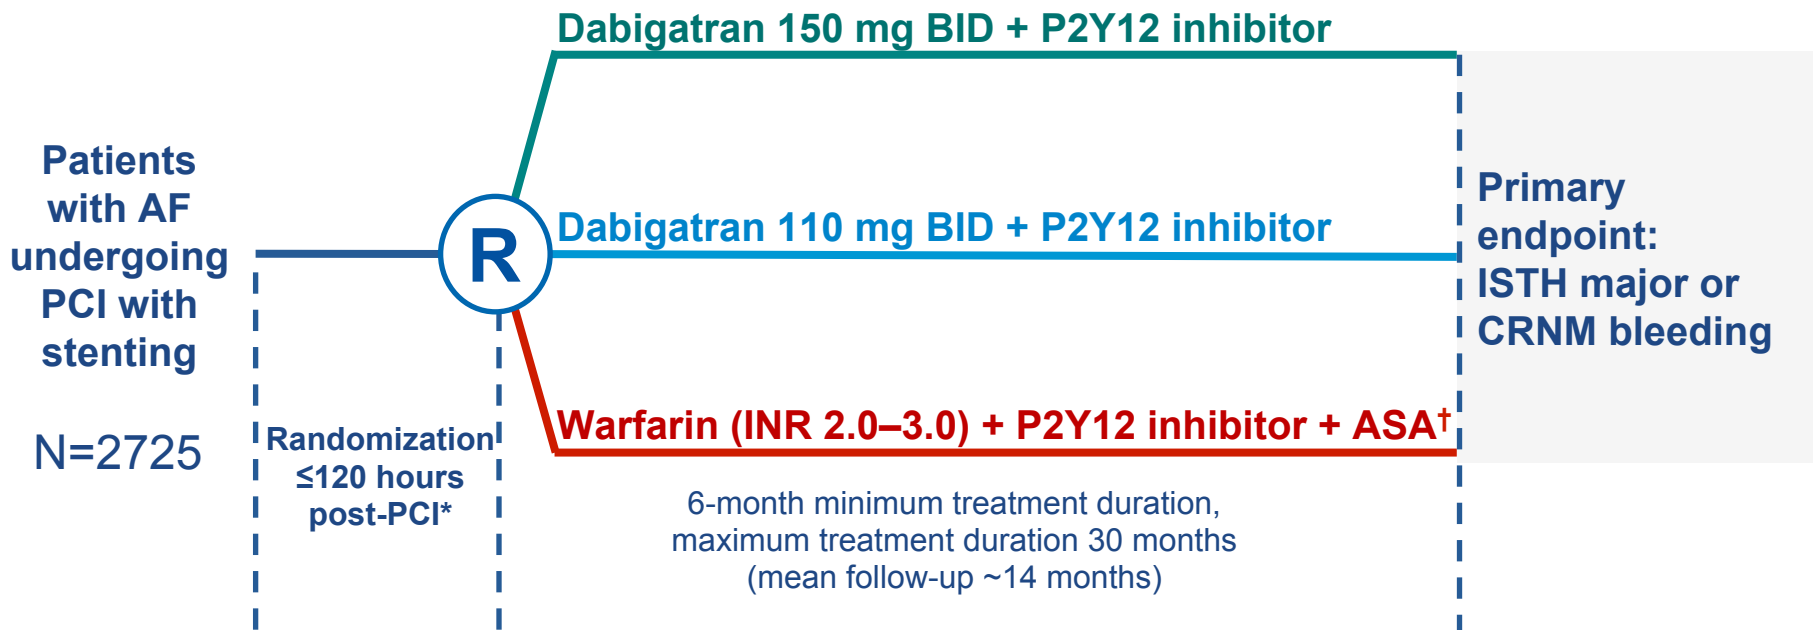 Patients
with AF
undergoing
PCI with
stenting
N=2725
Randomization
≤120 hours
post-PCI*
R
Dabigatran 150 mg BID + P2Y12 inhibitor
Dabigatran 110 mg BID + P2Y12 inhibitor
Warfarin (INR 2.0–3.0) + P2Y12 inhibitor + ASA†
6-month minimum treatment duration,
maximum treatment duration 30 months
(mean follow-up ~14 months)
Primary
endpoint:
ISTH major or
CRNM bleeding